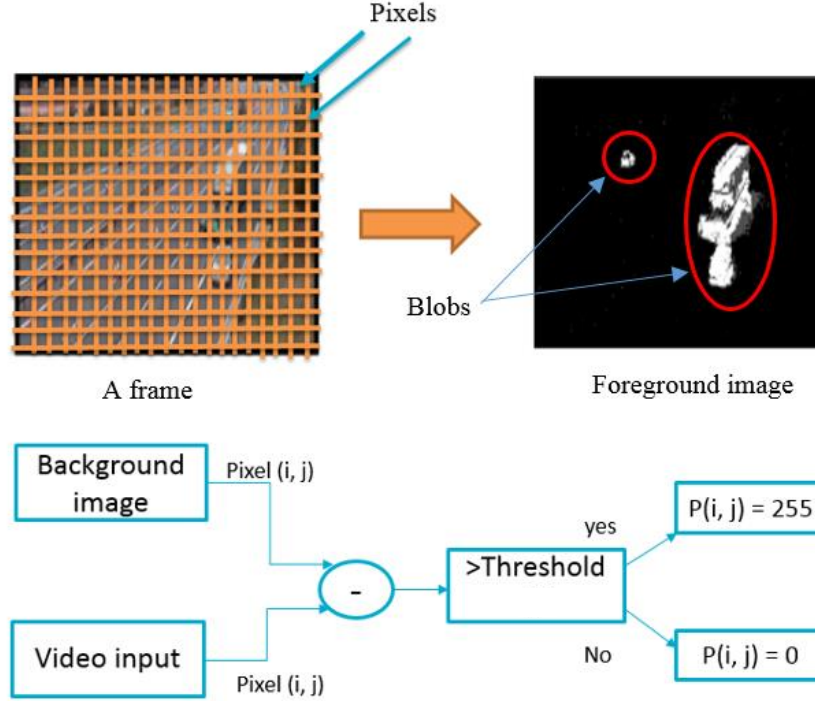 Pixels
Blobs
A frame
Foreground image
Background
image
Pixel (i, j)
yes
P(i, j) = 255
-
>Threshold
Video input
Pixel (i, j)
No
P(i, j) = 0